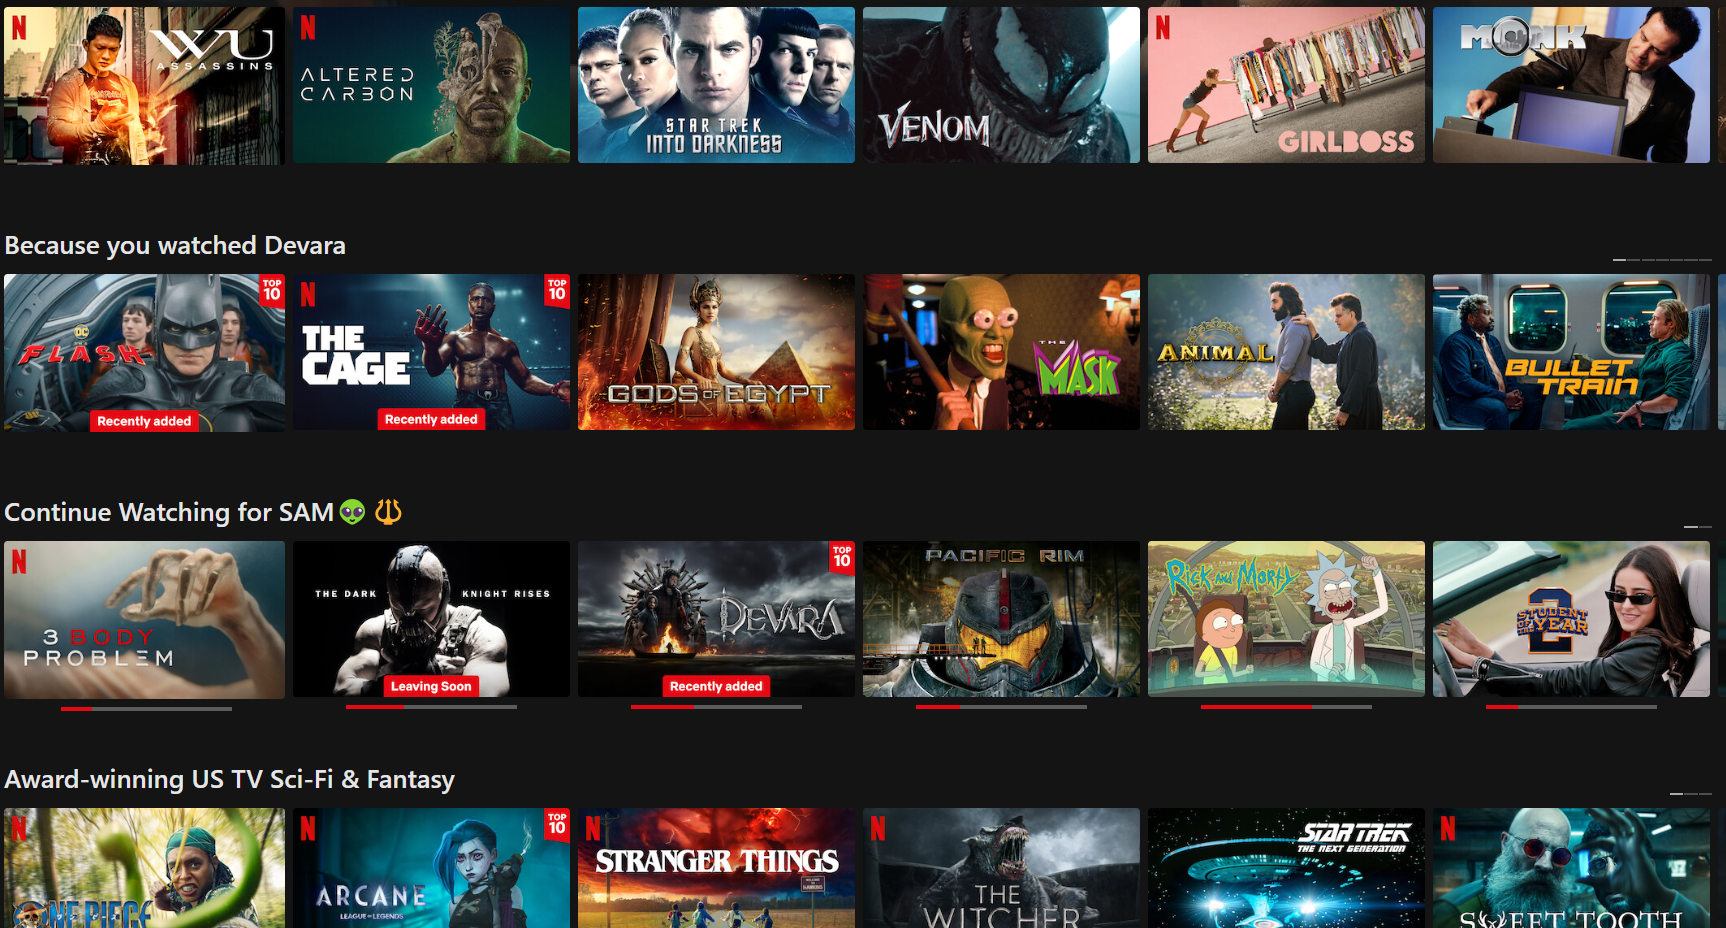 N
WU
ASSASSINS
N
ALTERED
CARBON
STAR TREK
INTO DARKNESS
VENOM
N
GIRLBOSS
MONK
Because you watched Devara
TOP
10
DC
THE
FLASH
Recently added
N
TOP
10
THE
CAGE
Recently added
GODS OF EGYPT
THE
MASK
ANIMAL
BULLET
TRAIN
Continue Watching for SAM👽 🔱
N
3 BODY
PROBLEM
THE DARK KNIGHT RISES
Leaving Soon
TOP
10
DEVARA
Recently added
PACIFIC RIM
Rick and Morty
STUDENT
OF THE YEAR
2
Award-winning US TV Sci-Fi & Fantasy
N
ONE PIECE
N
TOP
10
ARCANE
LEAGUE OF LEGENDS
N
STRANGER THINGS
N
THE
WITCHER
STAR TREK
THE NEXT GENERATION
N
SWEET TOOTH